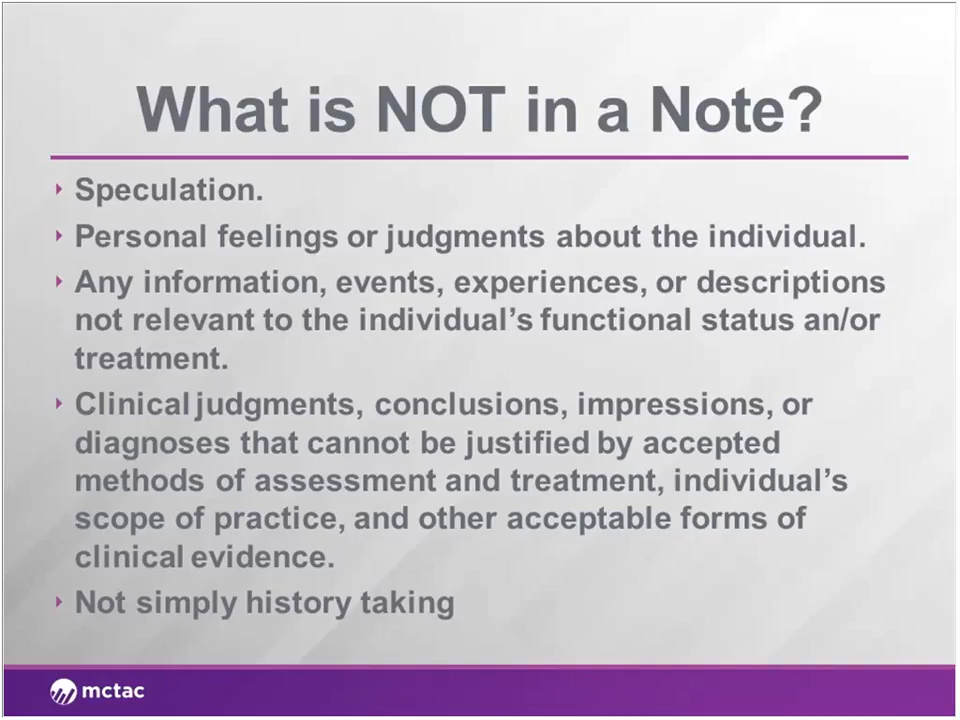 What is NOT in a Note?
Speculation.
Personal feelings or judgments about the individual.
Any information, events, experiences, or descriptions
not relevant to the individual’s functional status an/or
treatment.
Clinical judgments, conclusions, impressions, or
diagnoses that cannot be justified by accepted
methods of assessment and treatment, individual’s
scope of practice, and other acceptable forms of
clinical evidence.
Not simply history taking
mctac